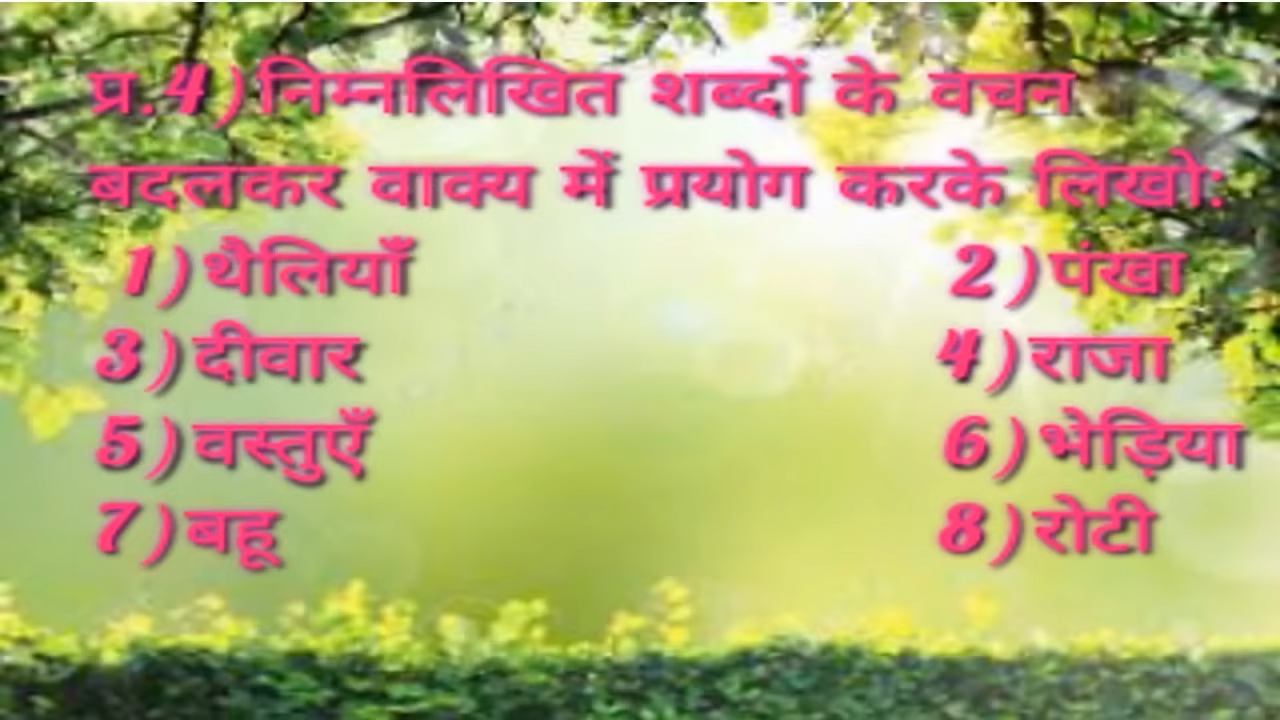 प्र.4)निम्नलिखित शब्दों के वचन
बदलकर वाक्य में प्रयोग करके लिखो:
1)थैलियाँ 2)पंखा
3)दीवार 4)राजा
5)वस्तुएँ 6)भेड़िया
7)बहू 8)रोटी